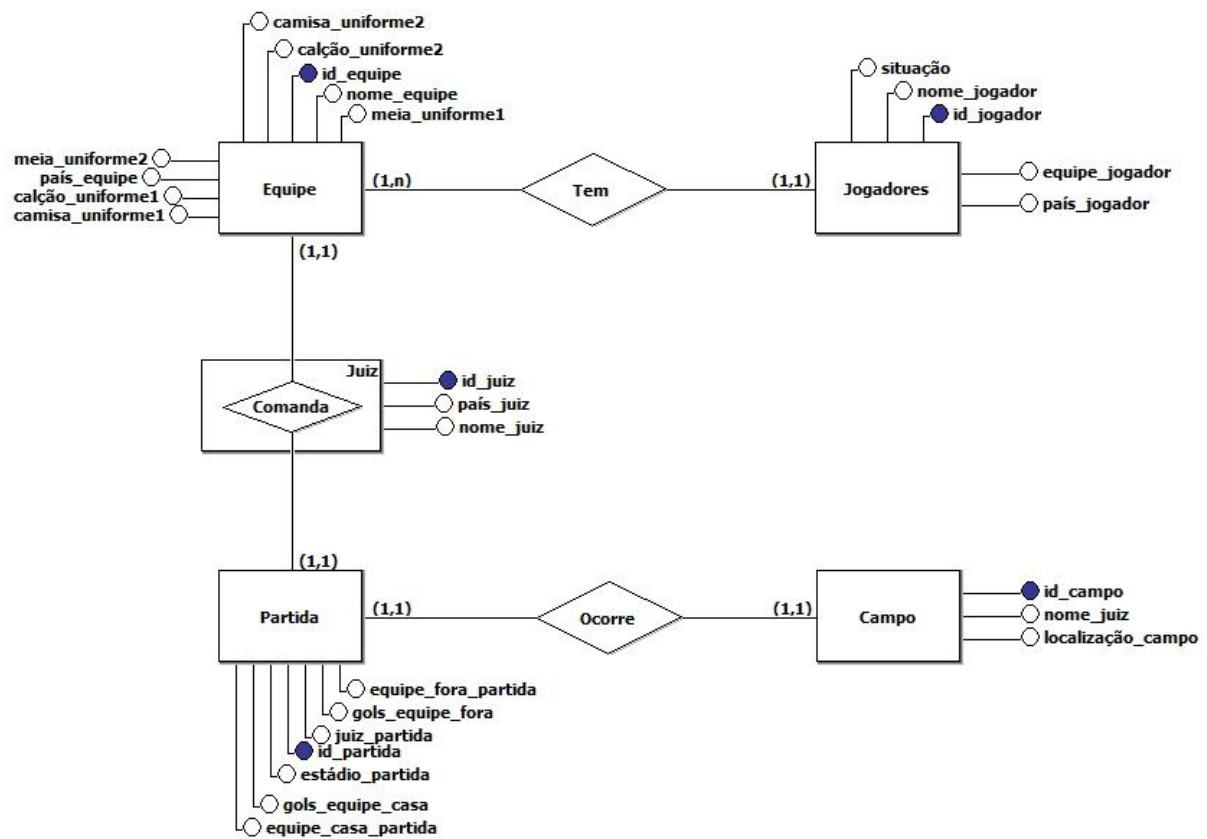 camisa_uniforme2
calção_uniforme2
id_equipe
nome_equipe
meia_uniforme1
meia_uniforme2
país_equipe
calção_uniforme1
camisa_uniforme1
Equipe
(1,n)
Tem
(1,1)
Jogadores
situação
nome_jogador
id_jogador
equipe_jogador
país_jogador
(1,1)
Juiz
Comanda
id_juiz
país_juiz
nome_juiz
(1,1)
Partida
(1,1)
Ocorre
(1,1)
Campo
id_campo
nome_juiz
localização_campo
equipe_fora_partida
gols_equipe_fora
juiz_partida
id_partida
estádio_partida
gols_equipe_casa
equipe_casa_partida